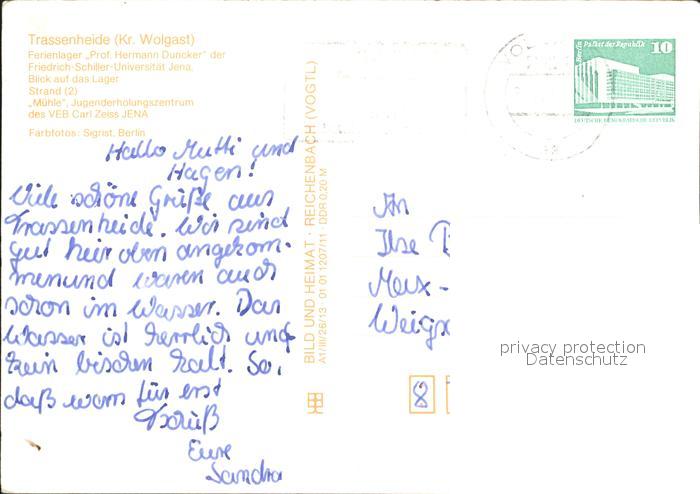 Trassenheide (Kr. Wolgast)
Ferienlager „Prof. Hermann Duncker" der
Friedrich-Schiller-Universität Jena,
Blick auf das Lager
Strand (2)
„Mühle", Jugenderholungszentrum
des VEB Carl Zeiss JENA
Farbfotos: Sigrist, Berlin
Hallo Mutti und
Hagen!
Viele schöne Grüße aus
Trassenheide. Wir sind
gut hier oben angekom-
men und waren auch
schon im Wasser. Das
Wasser ist herrlich und
kein bischen kalt. So,
daß wars für erst
Tschüß
Eure
Sandra
BILD UND HEIMAT · REICHENBACH (VOGTL)
A1/III/26/13 01 01 1207/11 DDR 0,20 M
Berlin, Palast der Republik
10
DEUTSCHE DEMOKRATISCHE REPUBLIK
An
Ilse
Max-
8
privacy protection
Datenschutz